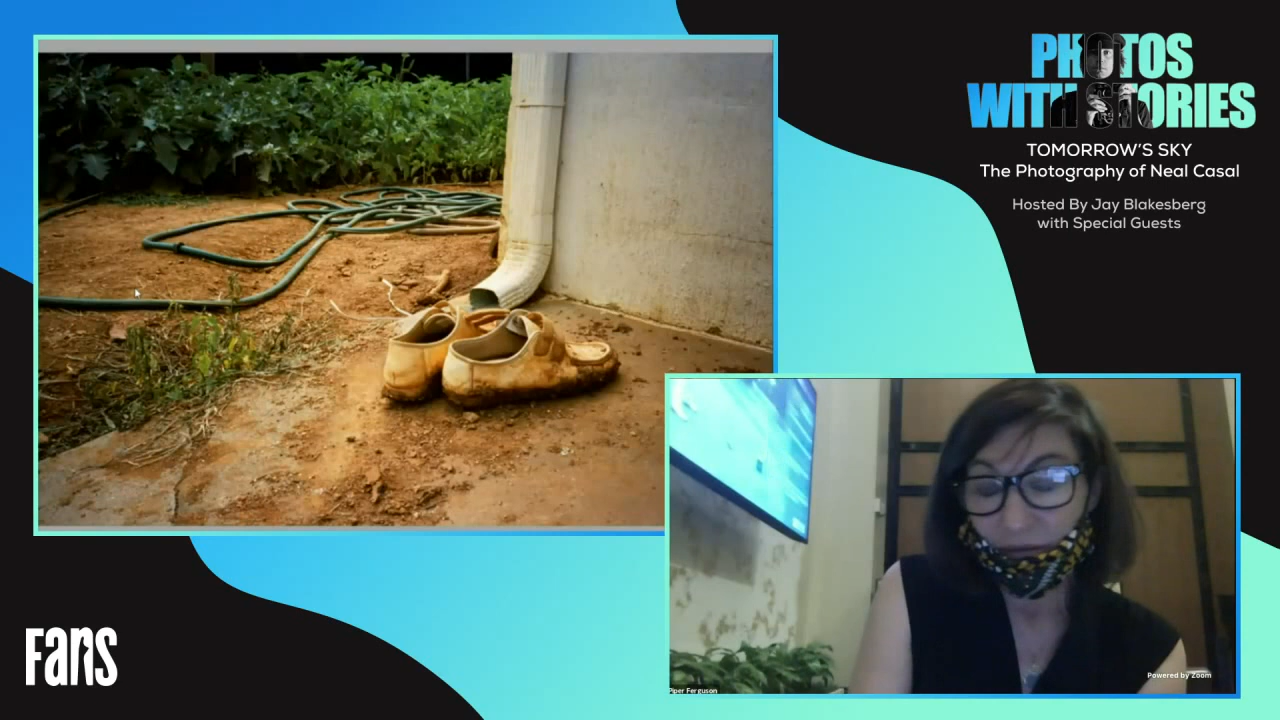 PHOTOS
WITH STORIES
TOMORROW'S SKY
The Photography of Neal Casal
Hosted By Jay Blakesberg
with Special Guests
Powered by Zoom
Piper Ferguson
Fans